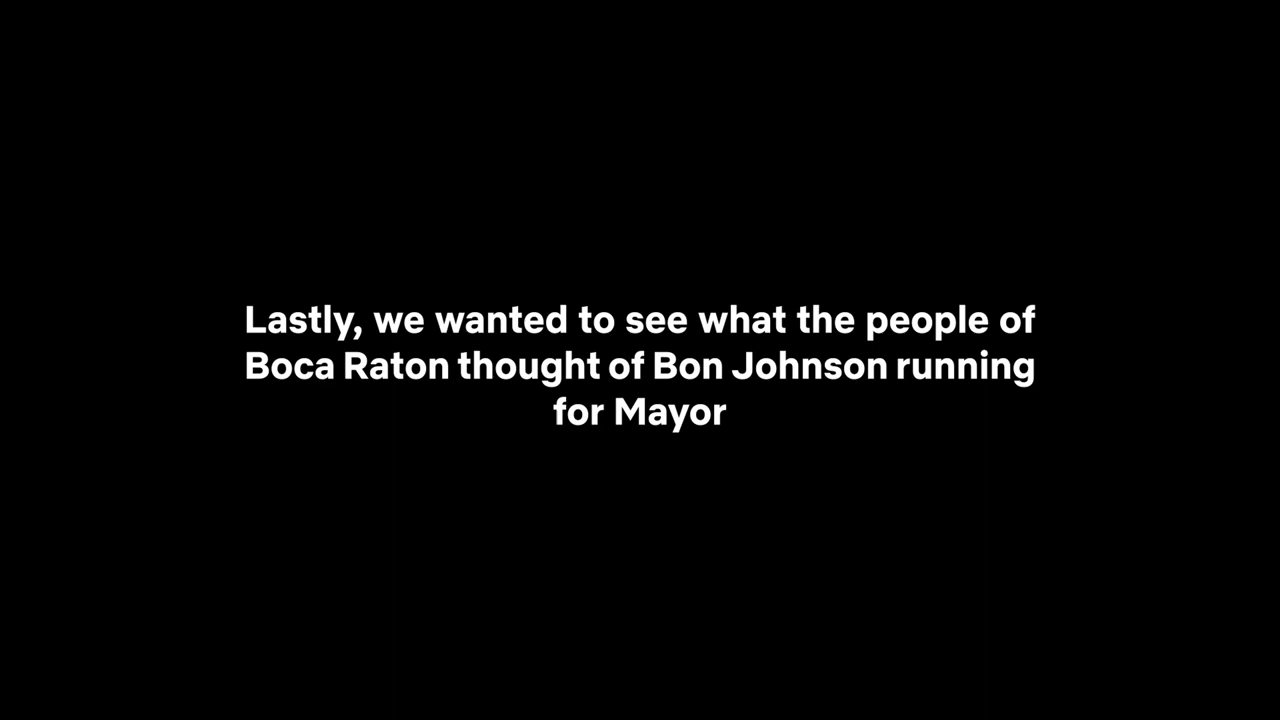 Lastly, we wanted to see what the people of
Boca Raton thought of Bon Johnson running
for Mayor